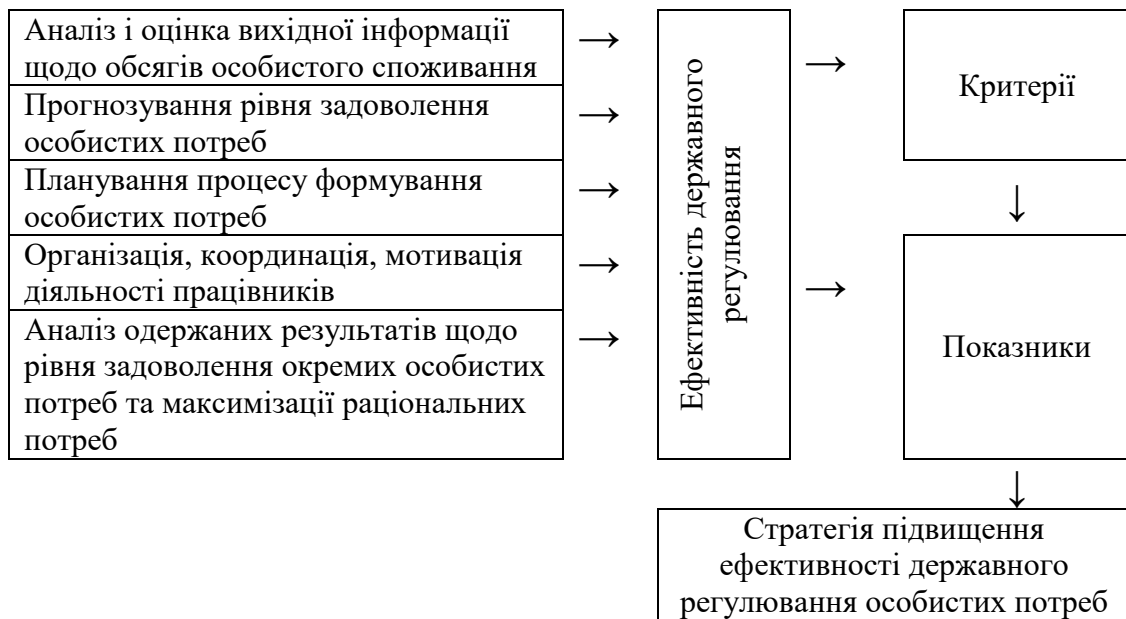 Аналіз і оцінка вихідної інформації
щодо обсягів особистого споживання
Прогнозування рівня задоволення
особистих потреб
Планування процесу формування
особистих потреб
Організація, координація, мотивація
діяльності працівників
Аналіз одержаних результатів щодо
рівня задоволення окремих особистих
потреб та максимізації раціональних
потреб
Ефективність державного
регулювання
Критерії
Показники
Стратегія підвищення
ефективності державного
регулювання особистих потреб